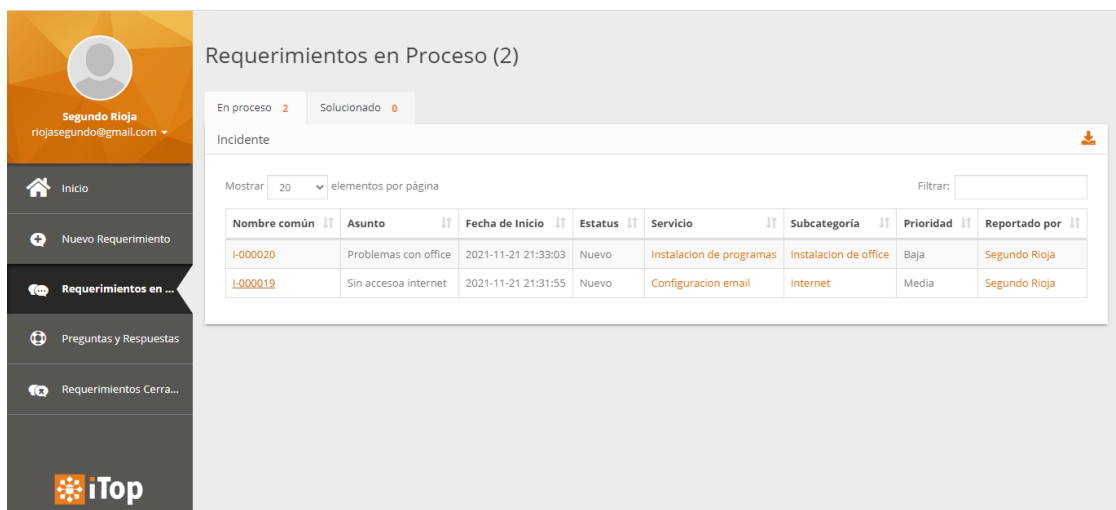 Requerimientos en Proceso (2)
Segundo Rioja
riojasegundo@gmail.com
En proceso 2 Solucionado 0
Incidente
Inicio
Nuevo Requerimiento
Requerimientos en ...
Preguntas y Respuestas
Requerimientos Cerra...
iTop
Mostrar 20 elementos por página Filtrar:
Nombre común Asunto Fecha de Inicio Estatus Servicio Subcategoría Prioridad Reportado por
I-000020 Problemas con office 2021-11-21 21:33:03 Nuevo Instalacion de programas Instalacion de office Baja Segundo Rioja
I-000019 Sin accesoa internet 2021-11-21 21:31:55 Nuevo Configuracion email Internet Media Segundo Rioja